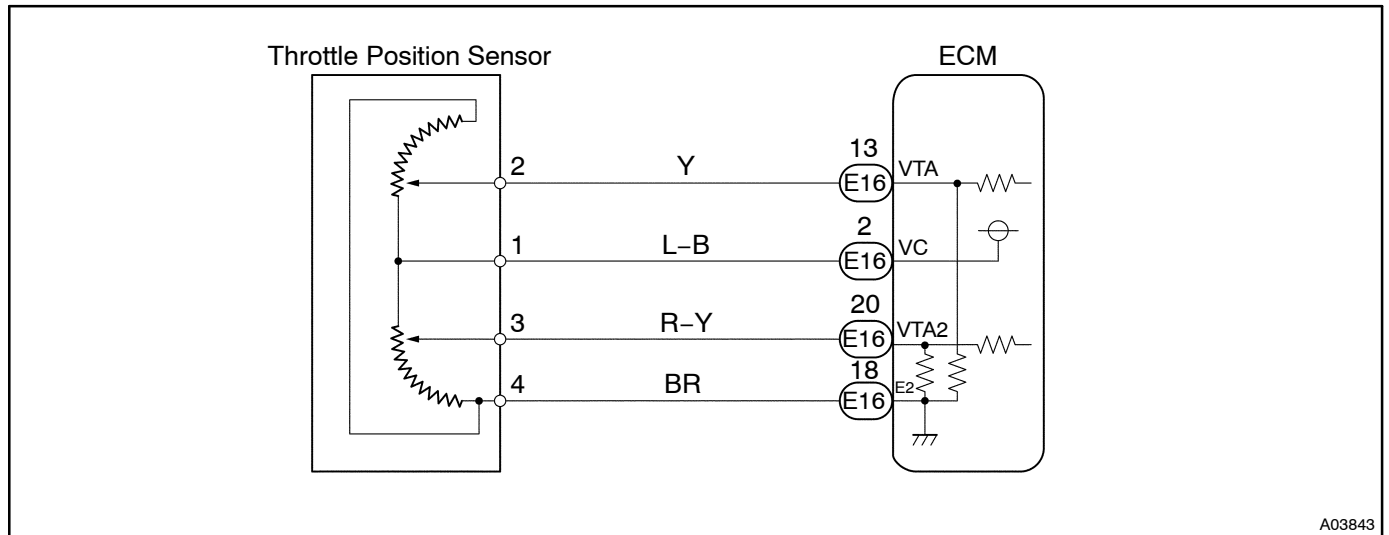 Throttle Position Sensor
ECM
2 Y 13 E16 VTA
1 L–B 2 E16 VC
3 R–Y 20 E16 VTA2
4 BR 18 E16 E2
A03843